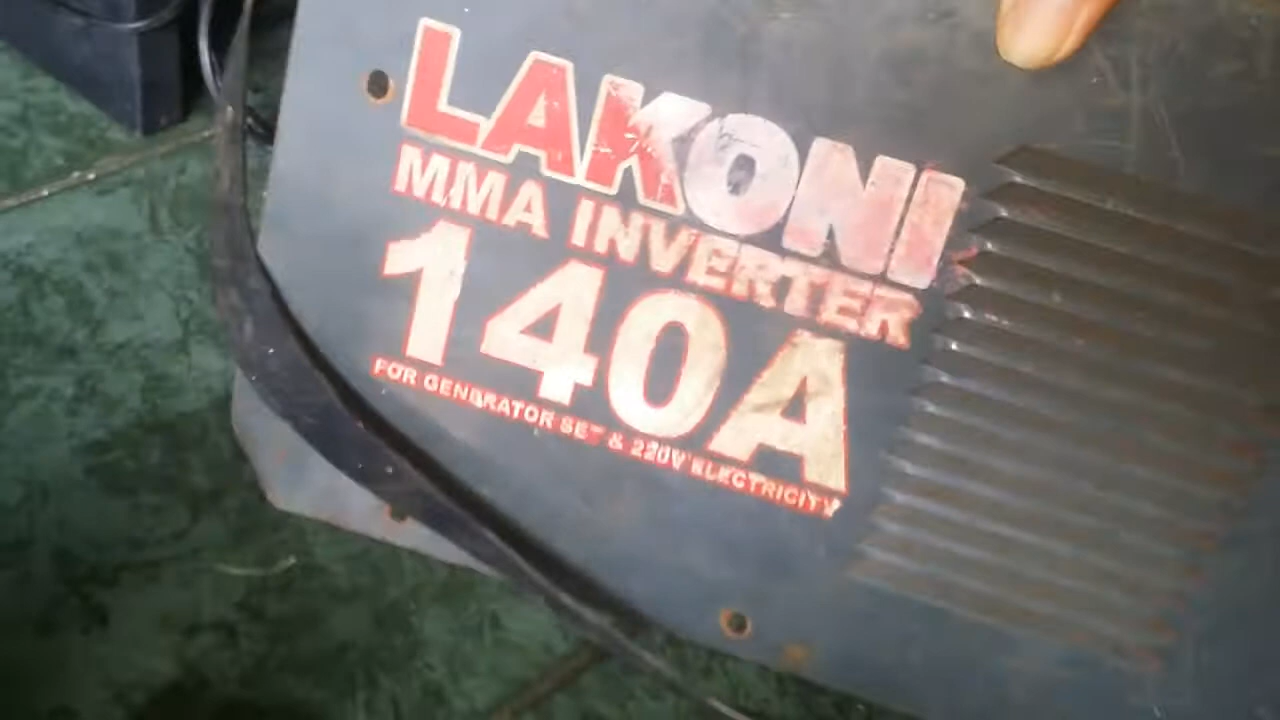 LAKONI
MMA INVERTER
140A
FOR GENERATOR SET & 220V ELECTRICITY